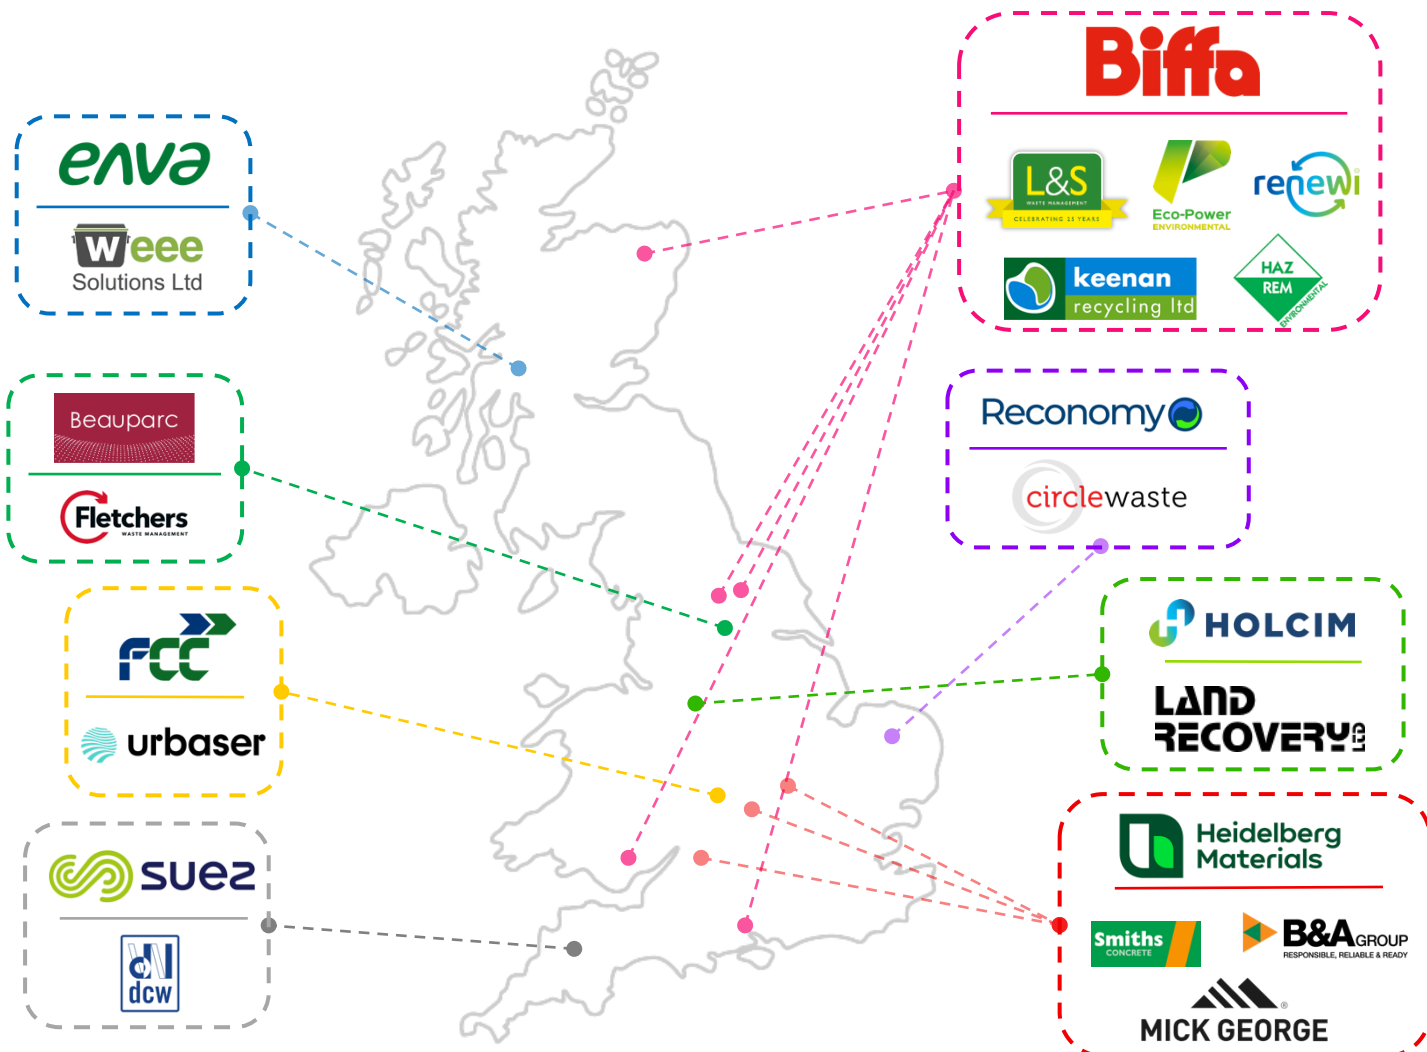 enva
Weee
Solutions Ltd
Beauparc
Fletchers
WASTE MANAGEMENT
FCC
urbaser
suez
dcw
Biffa
L&S
WASTE MANAGEMENT
CELEBRATING 25 YEARS
Eco-Power
ENVIRONMENTAL
renewi
keenan
recycling ltd
HAZ
REM
ENVIRONMENTAL
Reconomy
circlewaste
HOLCIM
LAND
RECOVERY LTD
Heidelberg
Materials
Smiths
CONCRETE
B&A GROUP
RESPONSIBLE, RELIABLE & READY
MICK GEORGE